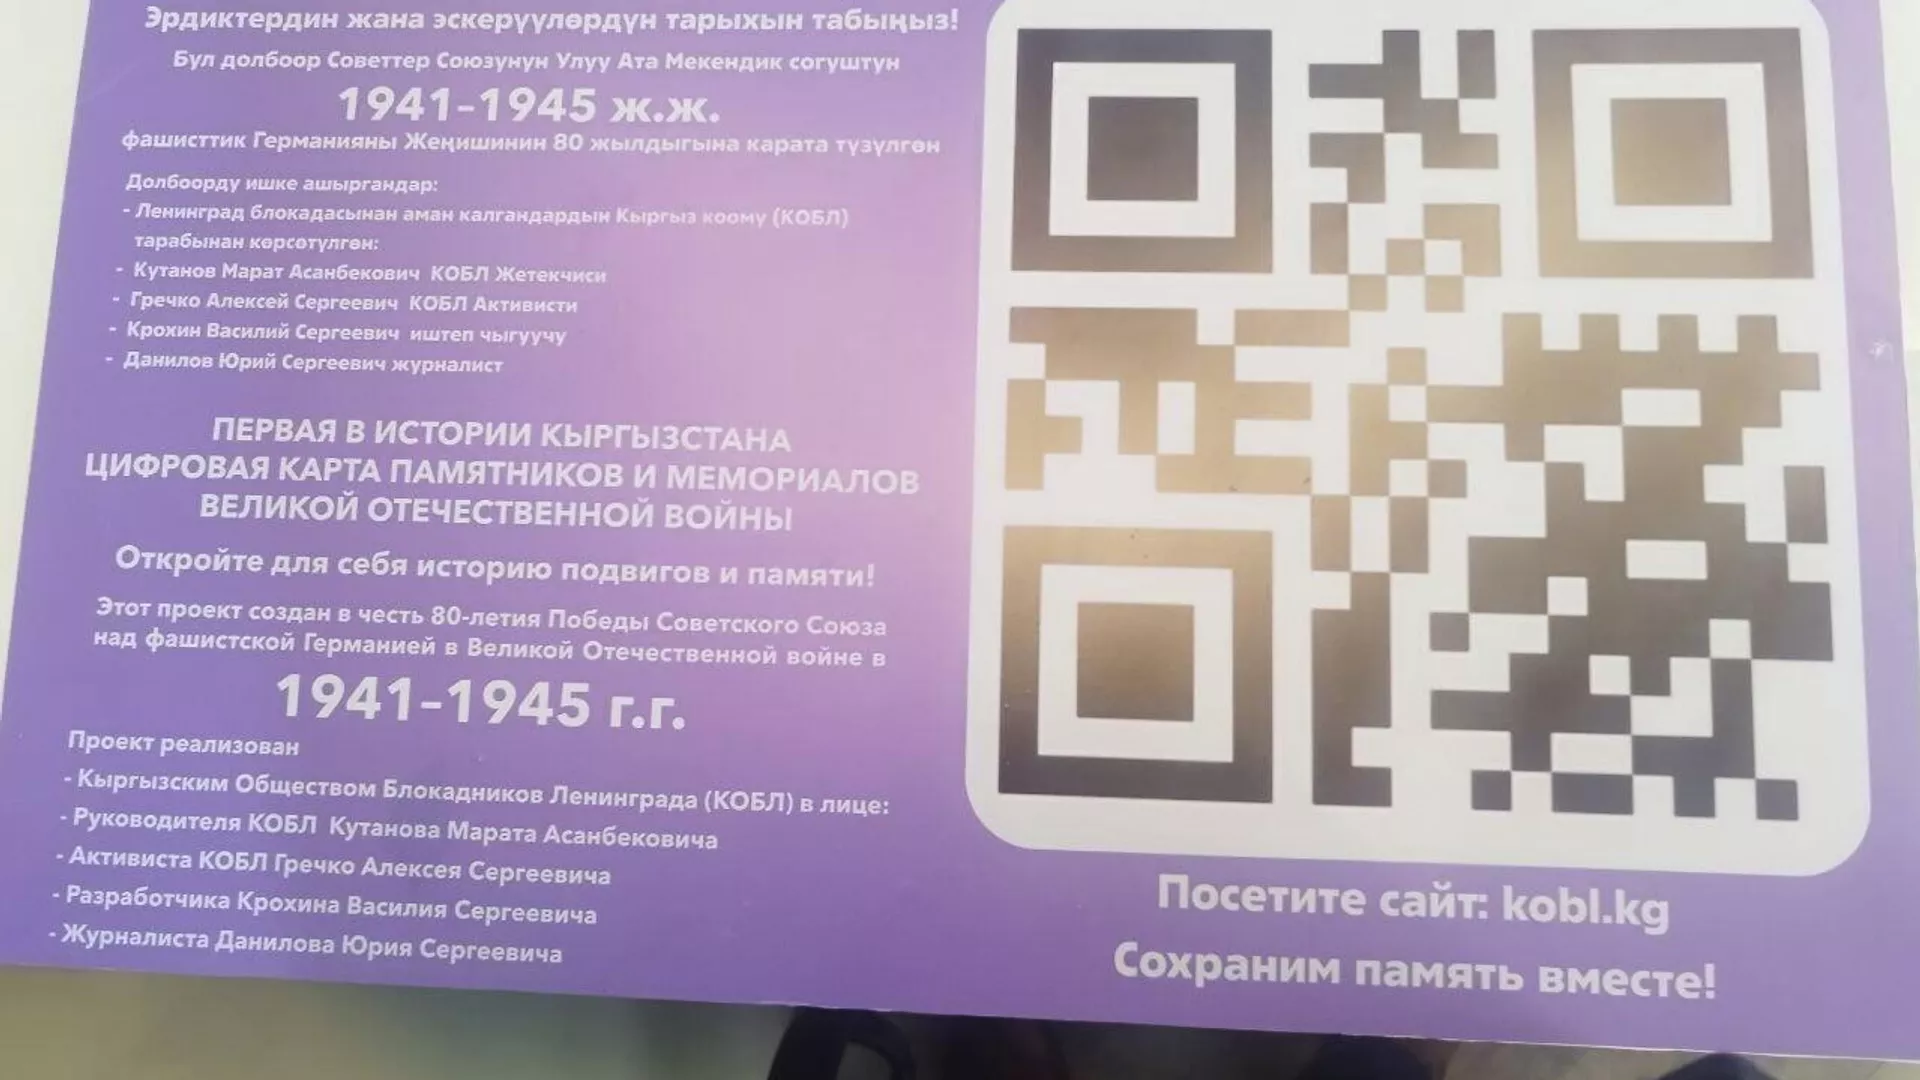 Эрдиктердин жана эскерүүлөрдүн тарыхын табыңыз!
Бул долбоор Советтер Союзунун Улуу Ата Мекендик согуштун
1941-1945 ж.ж.
фашисттик Германияны Жеңишинин 80 жылдыгына карата түзүлгөн
Долбоорду ишке ашыргандар:
- Ленинград блокадасынан аман калгандардын Кыргыз коому (КОБЛ)
тарабынан көрсөтүлгөн:
- Кутанов Марат Асанбекович КОБЛ Жетекчиси
- Гречко Алексей Сергеевич КОБЛ Активисти
- Крохин Василий Сергеевич иштеп чыгуучу
- Данилов Юрий Сергеевич журналист
ПЕРВАЯ В ИСТОРИИ КЫРГЫЗСТАНА
ЦИФРОВАЯ КАРТА ПАМЯТНИКОВ И МЕМОРИАЛОВ
ВЕЛИКОЙ ОТЕЧЕСТВЕННОЙ ВОЙНЫ
Откройте для себя историю подвигов и памяти!
Этот проект создан в честь 80-летия Победы Советского Союза
над фашистской Германией в Великой Отечественной войне в
1941-1945 г.г.
Проект реализован
- Кыргызским Обществом Блокадников Ленинграда (КОБЛ) в лице:
- Руководителя КОБЛ Кутанова Марата Асанбековича
- Активиста КОБЛ Гречко Алексея Сергеевича
- Разработчика Крохина Василия Сергеевича
- Журналиста Данилова Юрия Сергеевича
Посетите сайт: kobl.kg
Сохраним память вместе!